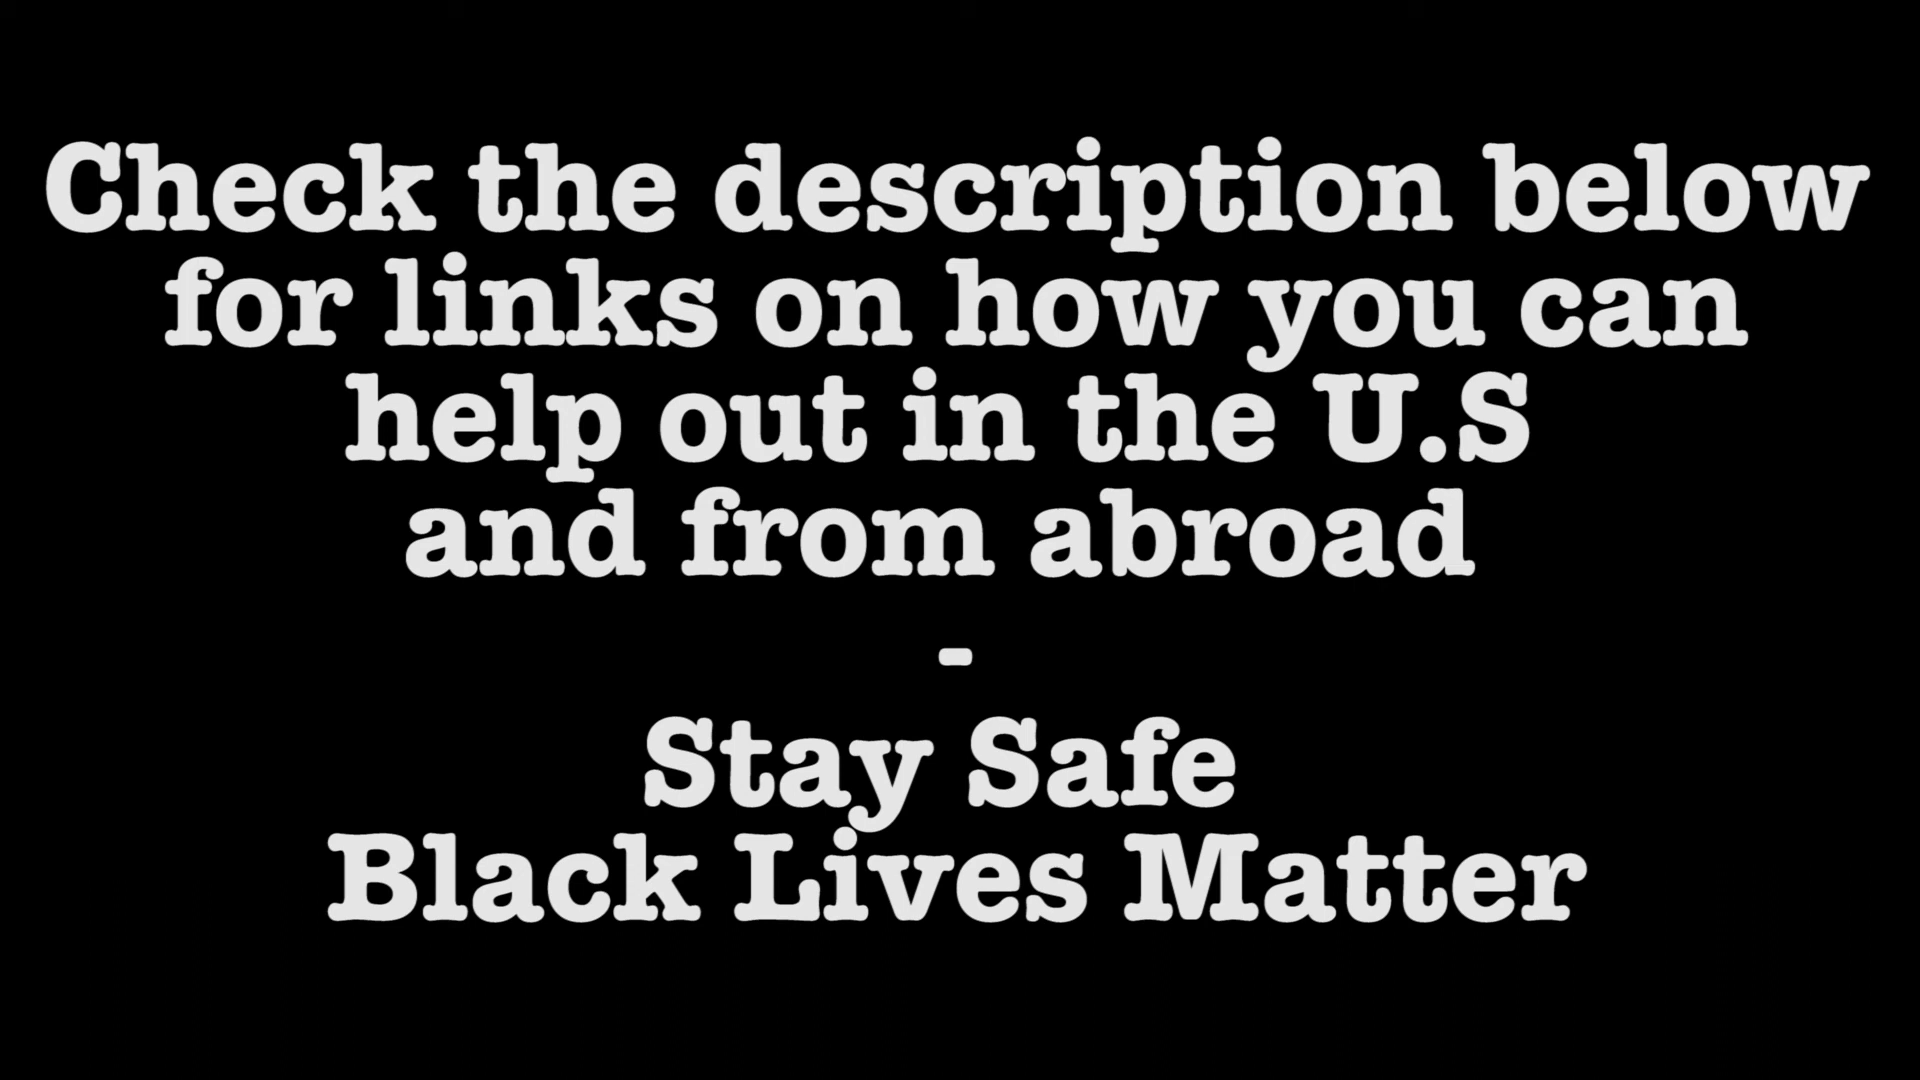 Check the description below
for links on how you can
help out in the U.S
and from abroad
-
Stay Safe
Black Lives Matter